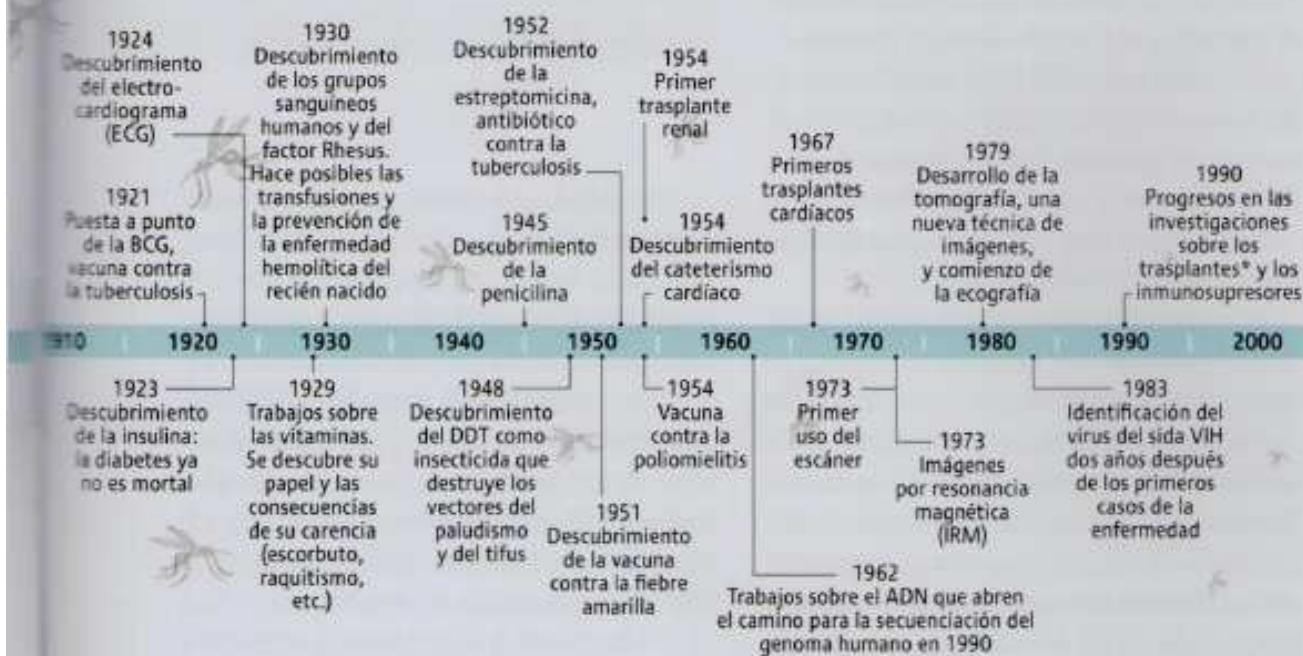 1924
Descubrimiento
del electro-
cardiograma
(ECG)
1930
Descubrimiento
de los grupos
sanguíneos
humanos y del
factor Rhesus.
Hace posibles las
transfusiones y
la prevención de
la enfermedad
hemolítica del
recién nacido
1952
Descubrimiento
de la
estreptomicina,
antibiótico
contra la
tuberculosis
1954
Primer
trasplante
renal
1967
Primeros
trasplantes
cardíacos
1979
Desarrollo de la
tomografía, una
nueva técnica de
imágenes,
y comienzo de
la ecografía
1990
Progresos en las
investigaciones
sobre los
trasplantes* y los
inmunosupresores
1921
Puesta a punto
de la BCG,
vacuna contra
la tuberculosis
1945
Descubrimiento
de la
penicilina
1954
Descubrimiento
del cateterismo
cardíaco
1910 1920 1930 1940 1950 1960 1970 1980 1990 2000
1923
Descubrimiento
de la insulina:
la diabetes ya
no es mortal
1929
Trabajos sobre
las vitaminas.
Se descubre su
papel y las
consecuencias
de su carencia
(escorbuto,
raquitismo,
etc.)
1948
Descubrimiento
del DDT como
insecticida que
destruye los
vectores del
paludismo
y del tifus
1951
Descubrimiento
de la vacuna
contra la fiebre
amarilla
1954
Vacuna
contra la
poliomielitis
1962
Trabajos sobre el ADN que abren
el camino para la secuenciación del
genoma humano en 1990
1973
Primer
uso del
escáner
1973
Imágenes
por resonancia
magnética
(IRM)
1983
Identificación del
virus del sida VIH
dos años después
de los primeros
casos de la
enfermedad